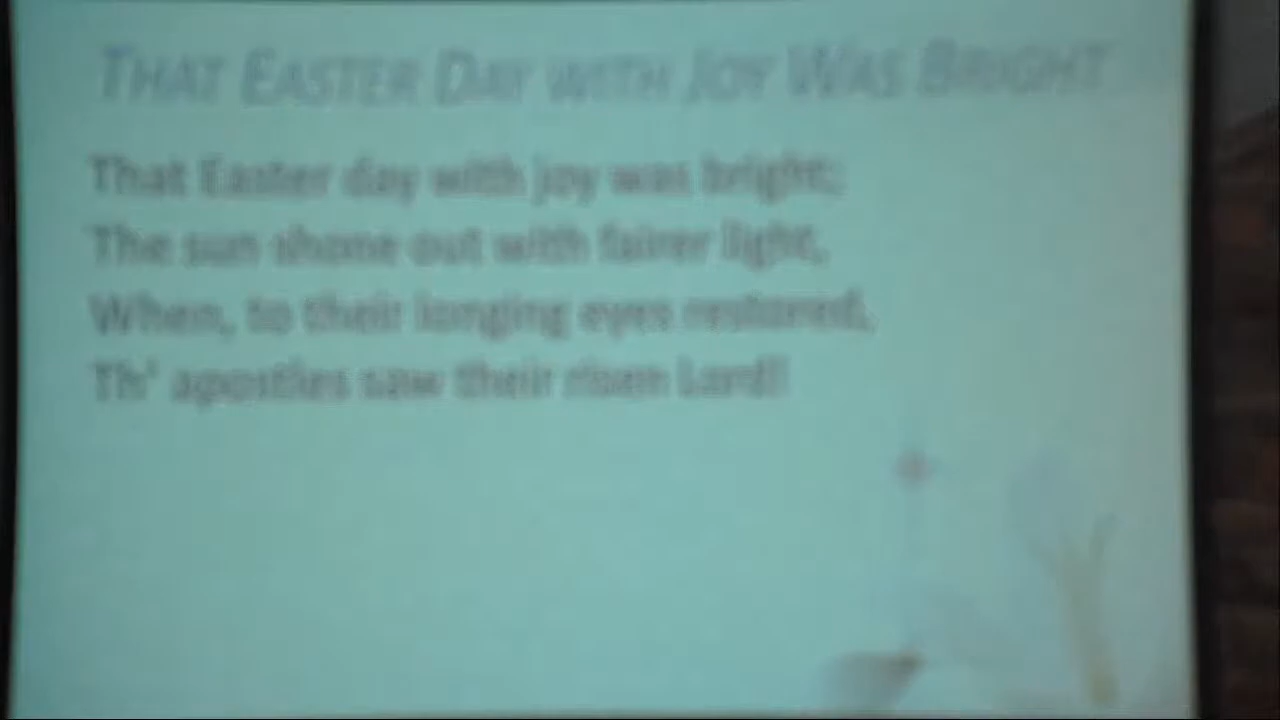 THAT EASTER DAY WITH JOY WAS BRIGHT
That Easter day with joy was bright;
The sun shone out with fairer light,
When, to their longing eyes restored,
Th' apostles saw their risen Lord!